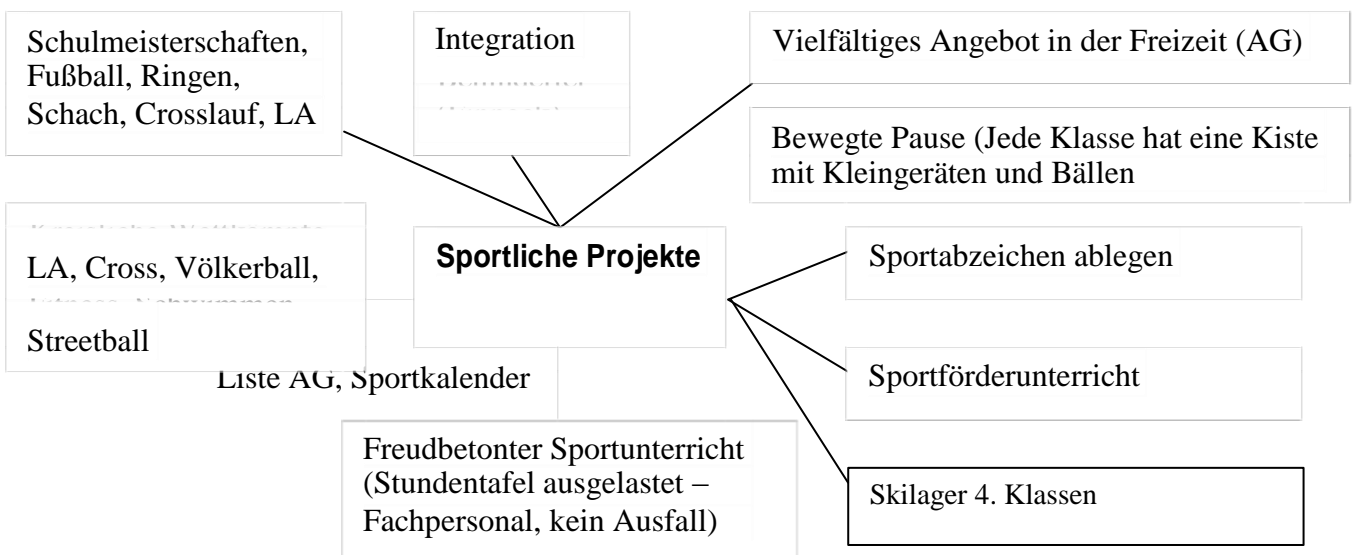 Schulmeisterschaften,
Fußball, Ringen,
Schach, Crosslauf, LA
Integration
Vielfältiges Angebot in der Freizeit (AG)
Bewegte Pause (Jede Klasse hat eine Kiste
mit Kleingeräten und Bällen
LA, Cross, Völkerball,
Streetball
Sportliche Projekte
Sportabzeichen ablegen
Sportförderunterricht
Skilager 4. Klassen
Liste AG, Sportkalender
Freudbetonter Sportunterricht
(Stundentafel ausgelastet –
Fachpersonal, kein Ausfall)